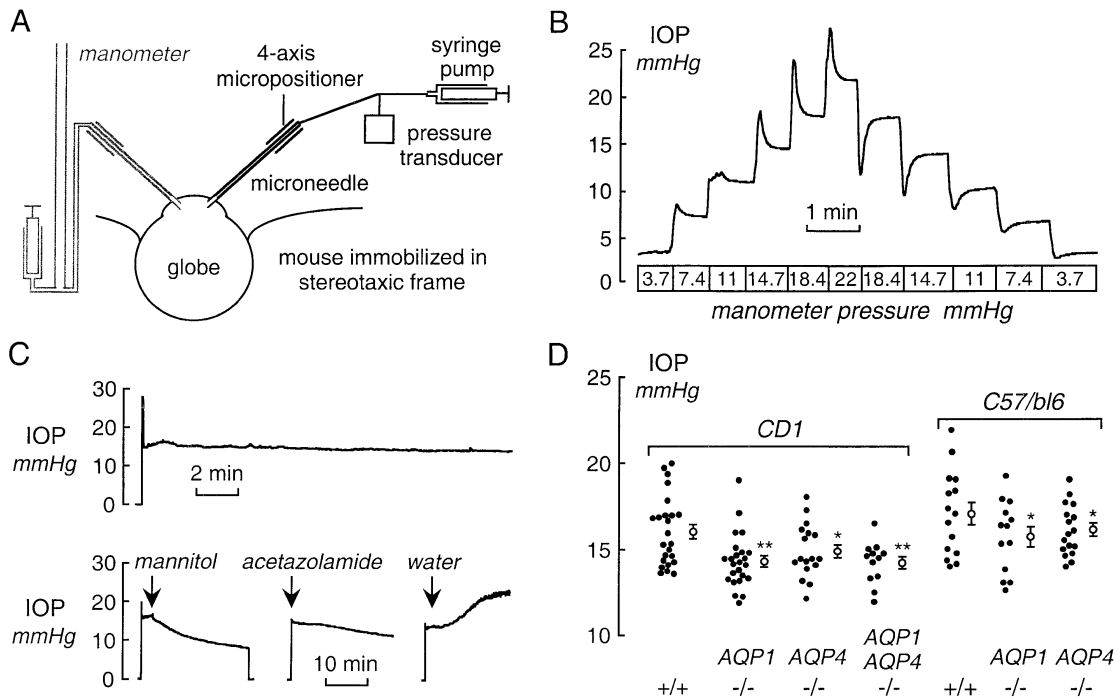 A
manometer
4-axis
micropositioner
syringe
pump
pressure
transducer
microneedle
globe
mouse immobilized in
stereotaxic frame
B
IOP
mmHg
25
20
15
10
5
0
1 min
3.7 7.4 11 14.7 18.4 22 18.4 14.7 11 7.4 3.7
manometer pressure mmHg
C
IOP
mmHg
30
20
10
0
2 min
mannitol acetazolamide water
IOP
mmHg
30
20
10
0
10 min
D
IOP
mmHg
25
20
15
10
CD1
C57/bl6
** * ** * *
AQP1 AQP4 AQP1 AQP4 AQP1 AQP4
+/+ -/- -/- -/- +/+ -/- -/-